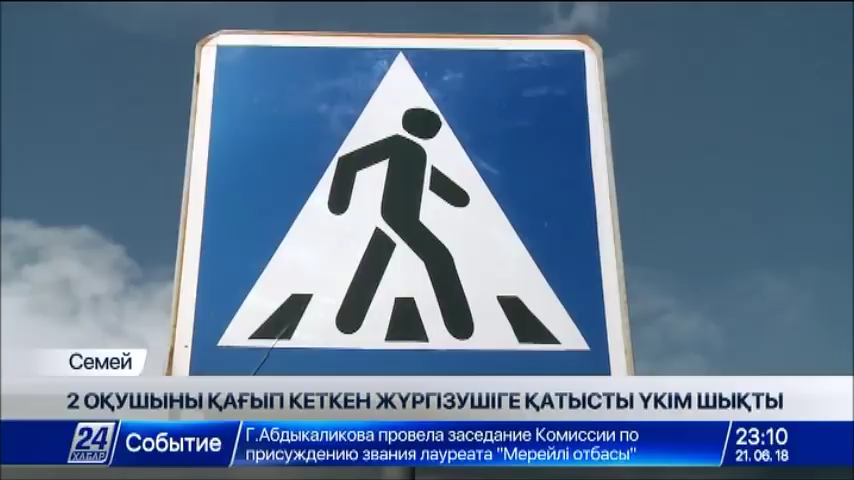 Семей
2 ОҚУШЫНЫ ҚАҒЫП КЕТКЕН ЖҮРГІЗУШІГЕ ҚАТЫСТЫ ҮКІМ ШЫҚТЫ
24
ХАБАР
Событие
Г.Абдыкаликова провела заседание Комиссии по
присуждению звания лауреата "Мерейлі отбасы"
23:10
21.06.18